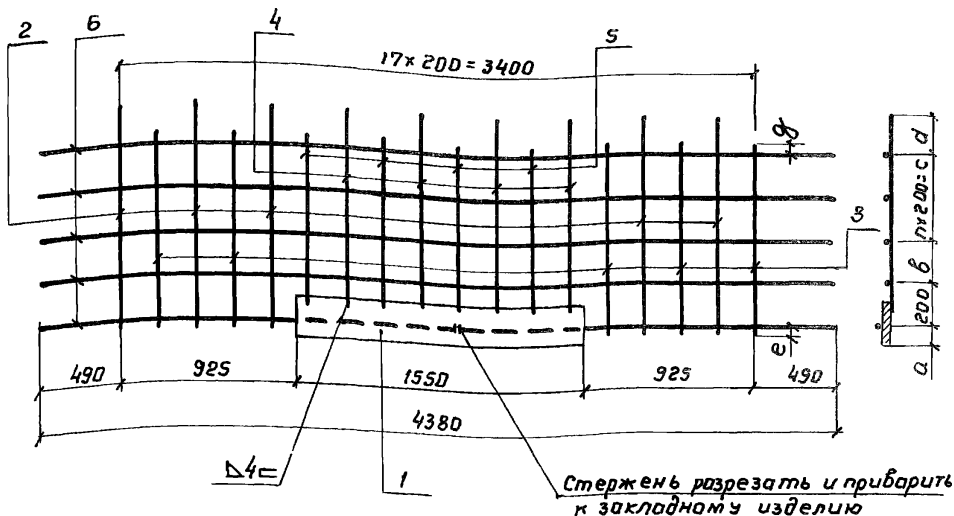 2
6
4
5
17×200=3400
g
d
n×200=c
3
в
200
a
e
490
925
1550
925
490
4380
⊿4⊏
1
Стержень разрезать и приварить
к закладному изделию